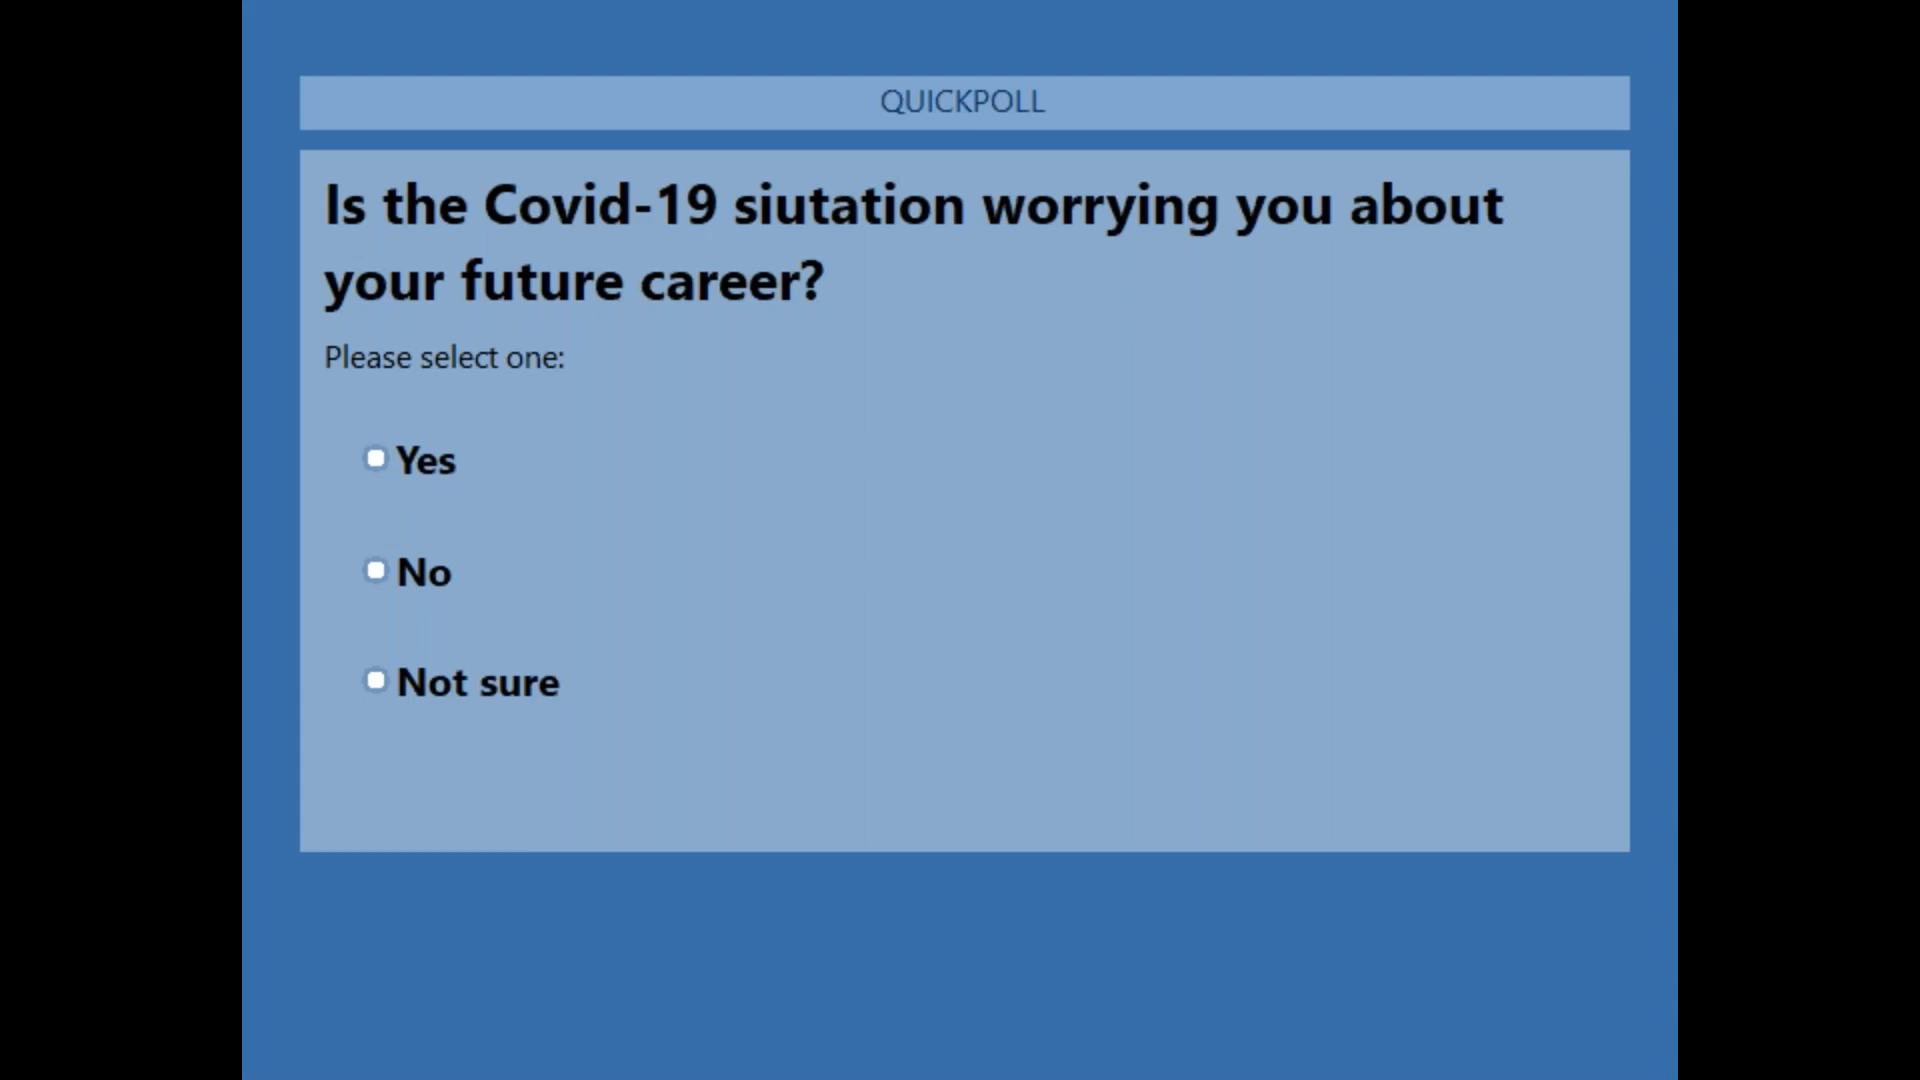 QUICKPOLL
Is the Covid-19 siutation worrying you about
your future career?
Please select one:
Yes
No
Not sure